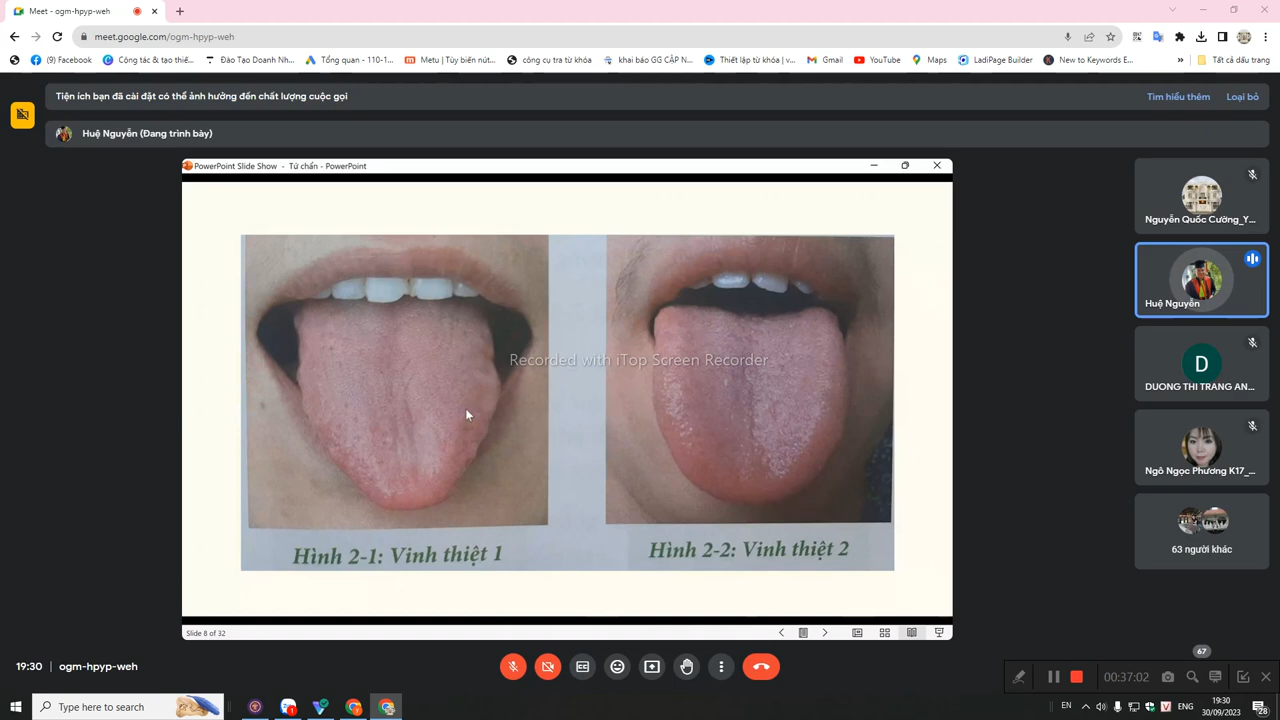 Meet - ogm-hpyp-weh
meet.google.com/ogm-hpyp-weh
(9) Facebook
Công tác & tạo thiế...
Đào Tạo Doanh Nh...
Tổng quan - 110-1...
Metu | Tùy biến nút...
công cụ tra từ khóa
khai báo GG CẬP N...
Thiết lập từ khóa | v...
Gmail
YouTube
Maps
LadiPage Builder
New to Keywords E...
»
Tất cả dấu trang
Tiện ích bạn đã cài đặt có thể ảnh hưởng đến chất lượng cuộc gọi
Tìm hiểu thêm
Loại bỏ
Huệ Nguyễn (Đang trình bày)
PowerPoint Slide Show - Tứ chẩn - PowerPoint
Recorded with iTop Screen Recorder
Hình 2-1: Vinh thiệt 1
Hình 2-2: Vinh thiệt 2
Slide 8 of 32
Nguyễn Quốc Cường_Y...
Huệ Nguyễn
D
DUONG THI TRANG AN...
Ngô Ngọc Phương K17_...
63 người khác
67
19:30
ogm-hpyp-weh
00:37:02
Type here to search
EN
ENG
19:30
30/09/2023
28